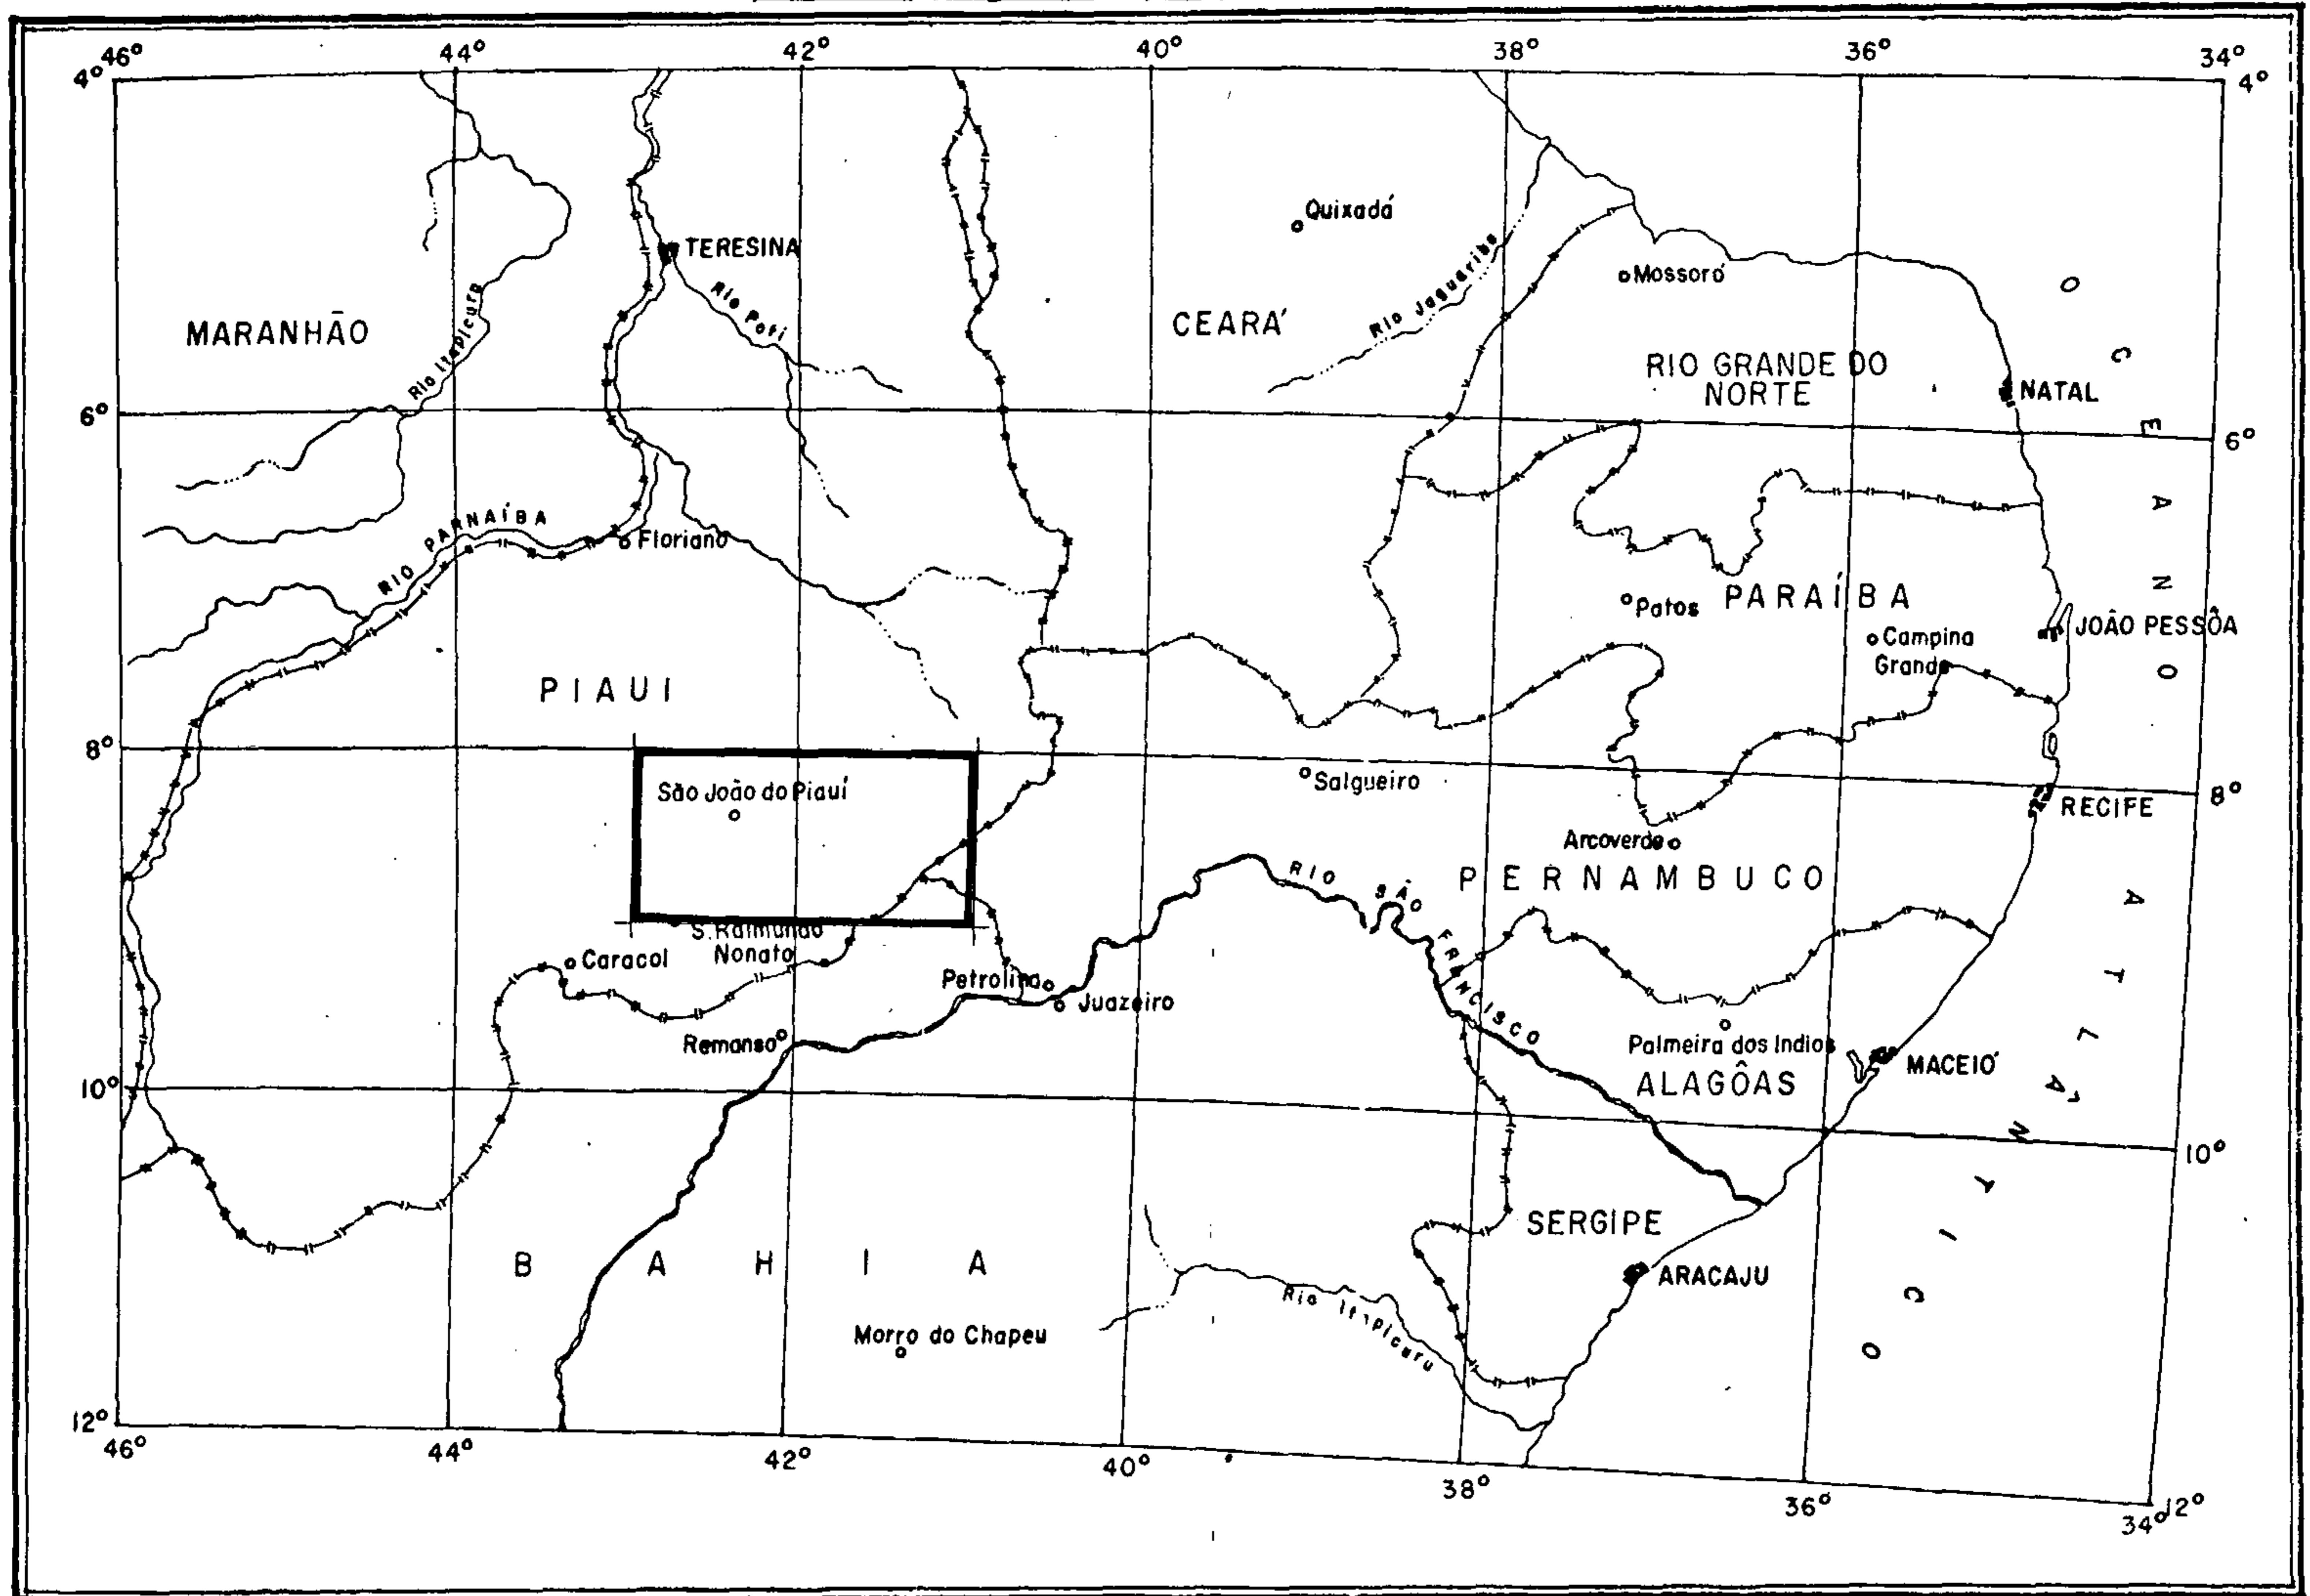 46°
44°
42°
40°
38°
36°
34°
4°
4°
Quixadá
TERESINA
Mossoró
Rio Poti
Rio Jaguaribe
MARANHÃO
Rio Itapicuru
CEARÁ
RIO GRANDE DO
NORTE
NATAL
6°
6°
RIO PARNAÍBA
Floriano
Patos
PARAÍBA
JOÃO PESSÔA
Campina
Grande
PIAUI
8°
São João do Piauí
Salgueiro
8°
RECIFE
Arcoverde
RIO SÃO FRANCISCO
PERNAMBUCO
S. Raimundo
Nonato
Caracol
Petrolina
Juazeiro
Remanso
Palmeira dos Indios
MACEIÓ
ALAGÔAS
10°
10°
OCEANO ATLÂNTICO
SERGIPE
BAHIA
ARACAJU
Rio Itapicuru
Morro do Chapeu
12°
46°
44°
42°
40°
38°
36°
34°
12°